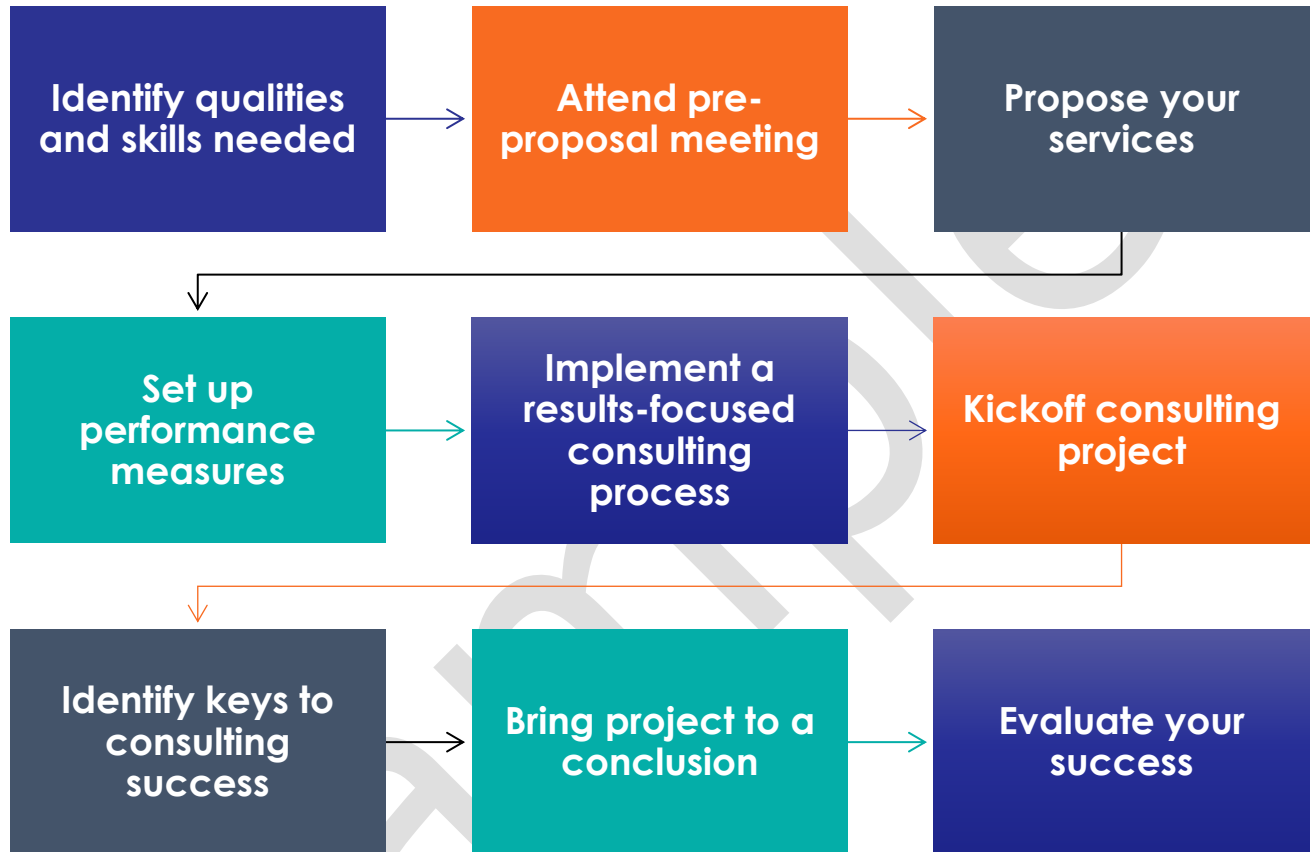 Identify qualities
and skills needed
Attend pre-
proposal meeting
Propose your
services
Set up
performance
measures
Implement a
results-focused
consulting
process
Kickoff consulting
project
Identify keys to
consulting
success
Bring project to a
conclusion
Evaluate your
success